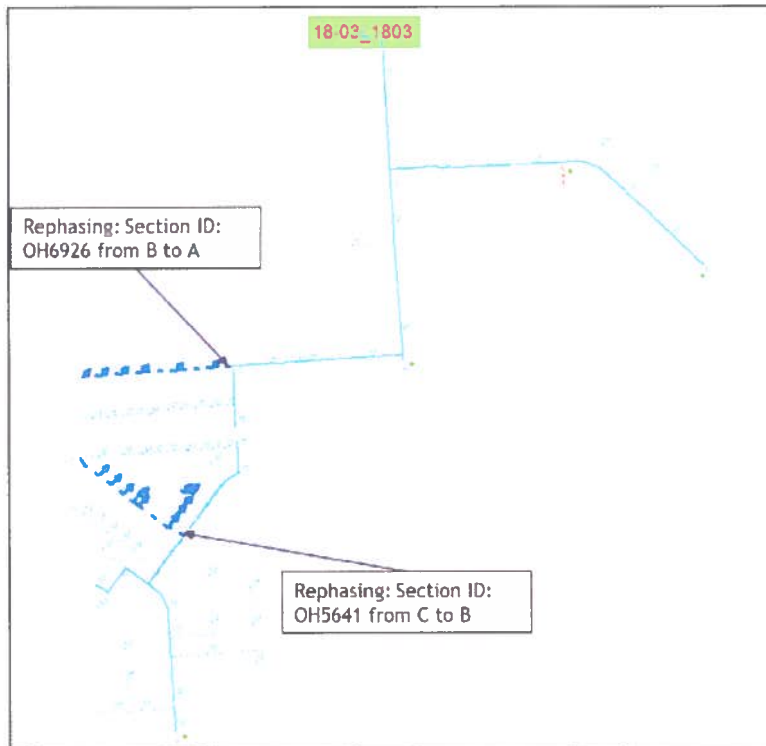 18-03_1803
Rephasing: Section ID:
OH6926 from B to A
Rephasing: Section ID:
OH5641 from C to B